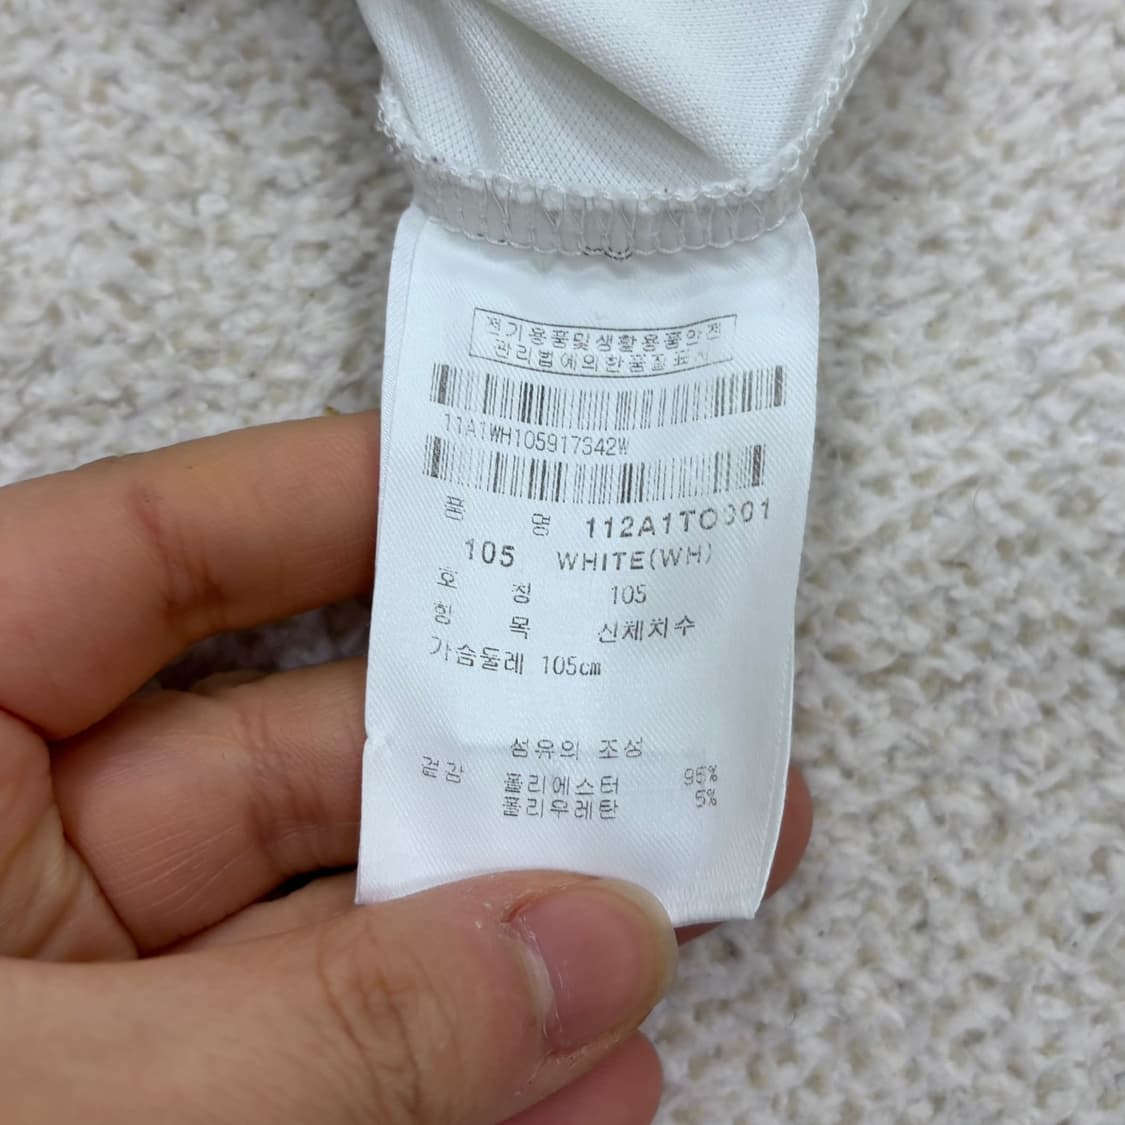 전기용품및생활용품안전
관리법에의한품질표시
11A1WH105917342W
품 명 112A1TO301
105 WHITE(WH)
호 칭 105
항 목 신체치수
가슴둘레 105cm
섬유의 조성
겉감 폴리에스터 95%
폴리우레탄 5%